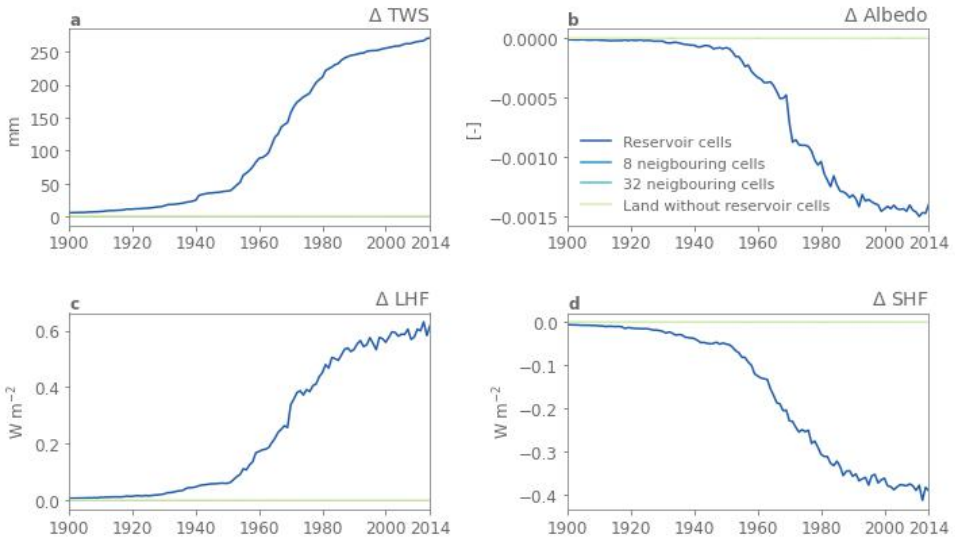 a Δ TWS
250
200
150
100
50
0
mm
1900 1920 1940 1960 1980 2000 2014
b Δ Albedo
0.0000
−0.0005
−0.0010
−0.0015
[-]
Reservoir cells
8 neigbouring cells
32 neigbouring cells
Land without reservoir cells
1900 1920 1940 1960 1980 2000 2014
c Δ LHF
0.6
0.4
0.2
0.0
W m⁻²
1900 1920 1940 1960 1980 2000 2014
d Δ SHF
0.0
−0.1
−0.2
−0.3
−0.4
W m⁻²
1900 1920 1940 1960 1980 2000 2014